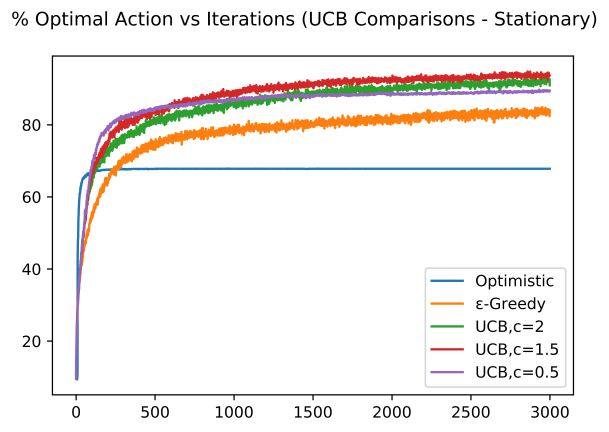 % Optimal Action vs Iterations (UCB Comparisons - Stationary)
80
60
40
20
0 500 1000 1500 2000 2500 3000
Optimistic
ε-Greedy
UCB,c=2
UCB,c=1.5
UCB,c=0.5